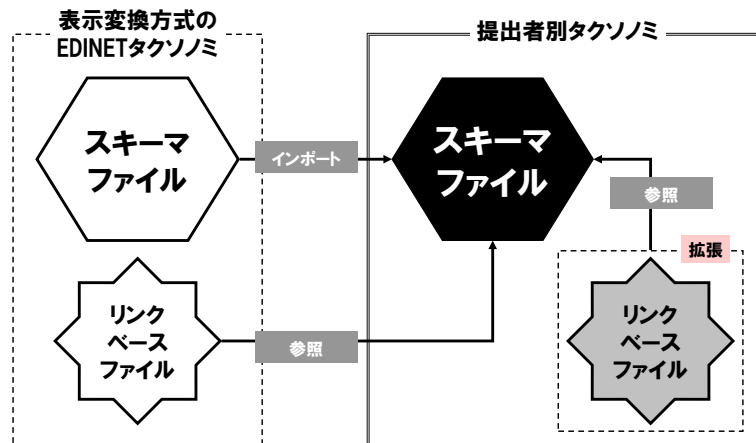 表示変換方式の
EDINETタクソノミ
提出者別タクソノミ
スキーマ
ファイル
インポート
スキーマ
ファイル
参照
拡張
リンク
ベース
ファイル
参照
リンク
ベース
ファイル